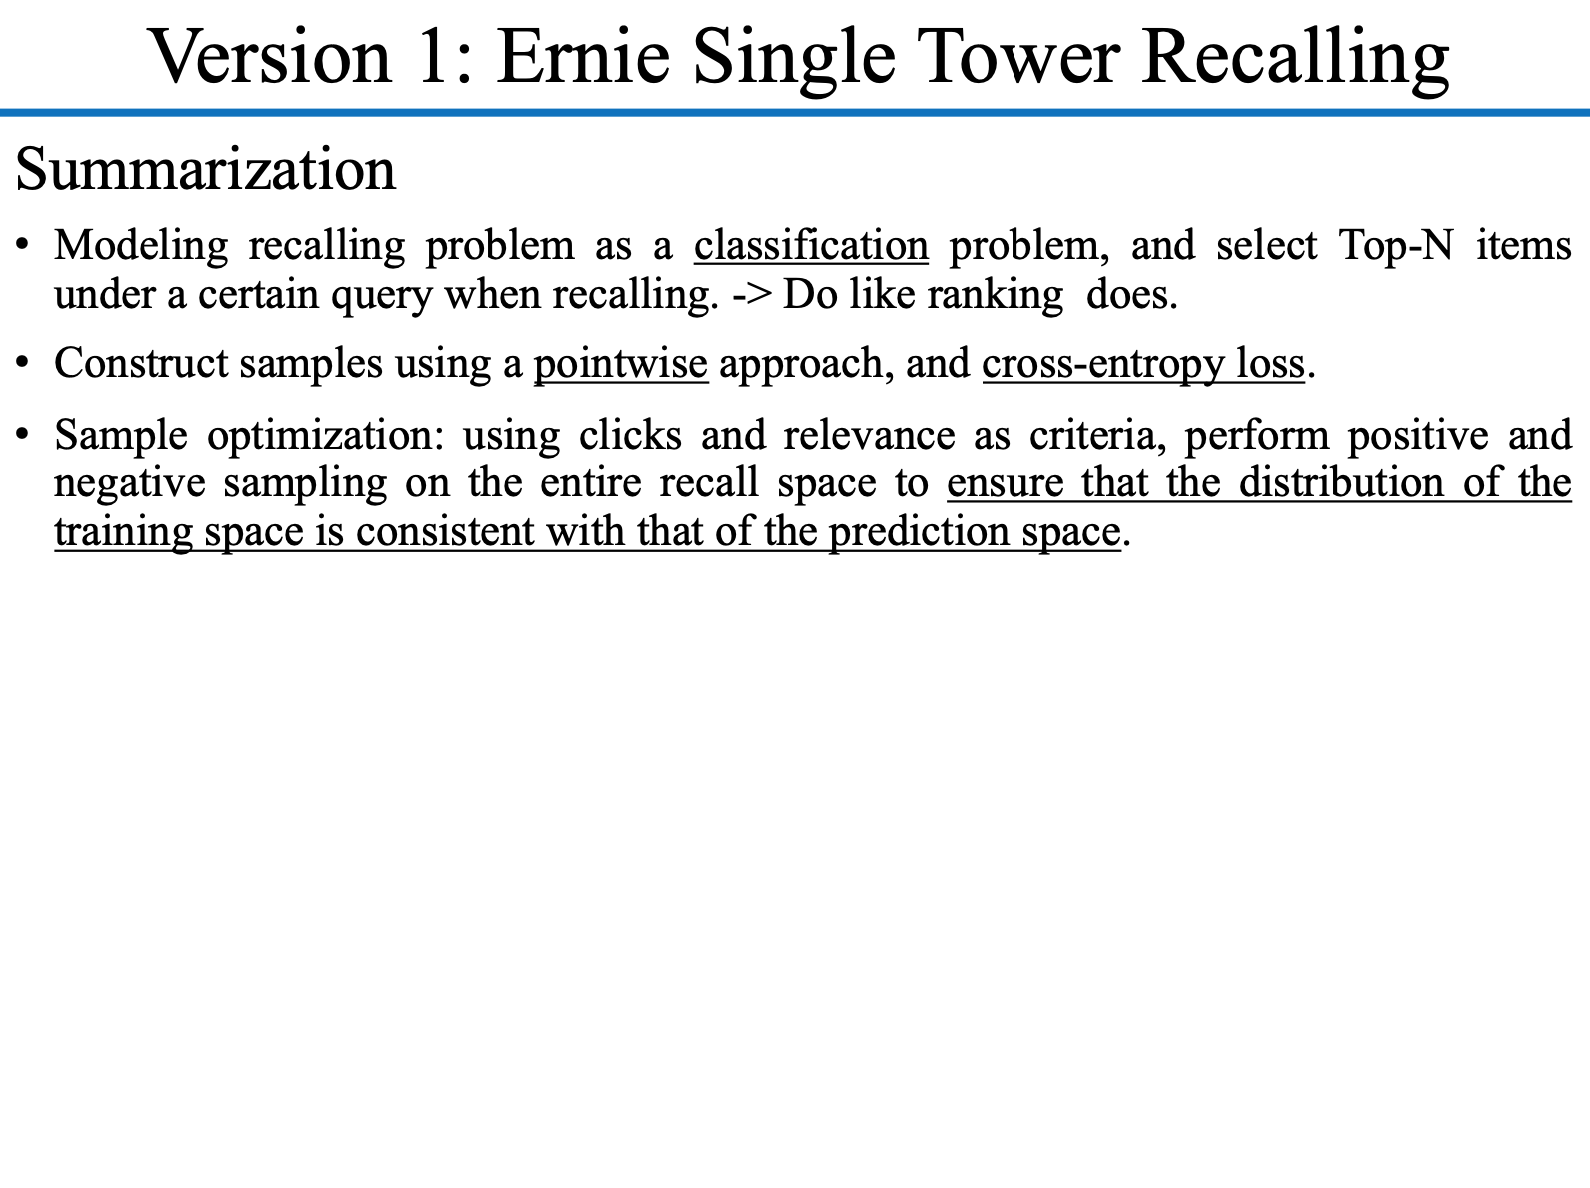 Version 1: Ernie Single Tower Recalling
Summarization
• Modeling recalling problem as a classification problem, and select Top-N items
under a certain query when recalling. -> Do like ranking  does.
• Construct samples using a pointwise approach, and cross-entropy loss.
• Sample optimization: using clicks and relevance as criteria, perform positive and
negative sampling on the entire recall space to ensure that the distribution of the
training space is consistent with that of the prediction space.